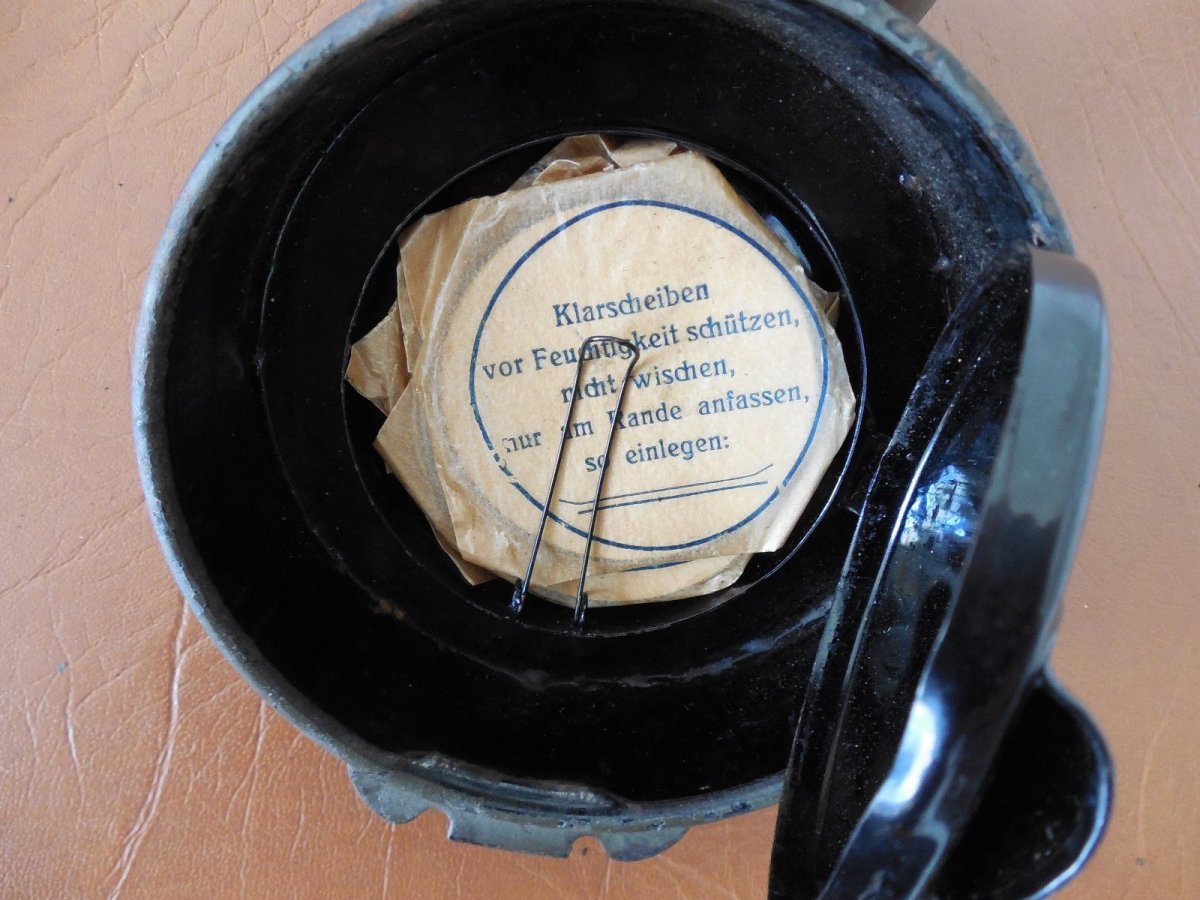 Klarscheiben
vor Feuchtigkeit schützen,
nicht wischen,
nur am Rande anfassen,
so einlegen: